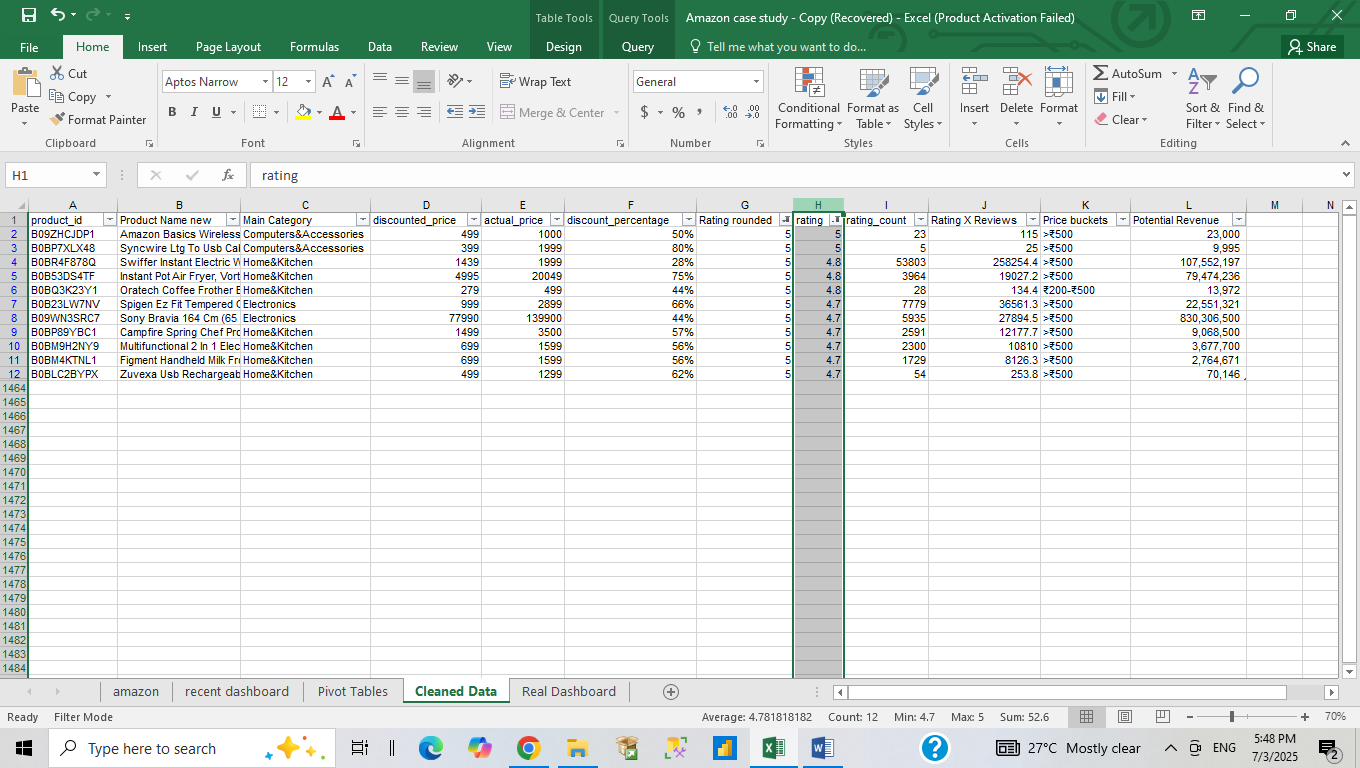 Table Tools Query Tools Amazon case study - Copy (Recovered) - Excel (Product Activation Failed)
File Home Insert Page Layout Formulas Data Review View Design Query Tell me what you want to do... Share
Paste Cut Copy Format Painter Clipboard
Aptos Narrow 12 A A B I U A Font
Wrap Text Merge & Center Alignment
General $ % , Number
Conditional Formatting Format as Table Cell Styles Styles
Insert Delete Format Cells
AutoSum Fill Clear Sort & Filter Find & Select Editing
H1 fx rating
A B C D E F G H I J K L M N
1 product_id Product Name new Main Category discounted_price actual_price discount_percentage Rating rounded rating rating_count Rating X Reviews Price buckets Potential Revenue
2 B09ZHCJDP1 Amazon Basics Wireless Computers&Accessories 499 1000 50% 5 5 23 115 >₹500 23,000
3 B0BP7XLX48 Syncwire Ltg To Usb Cal Computers&Accessories 399 1999 80% 5 5 5 25 >₹500 9,995
4 B0BR4F878Q Swiffer Instant Electric W Home&Kitchen 1439 1999 28% 5 4.8 53803 258254.4 >₹500 107,552,197
5 B0B53DS4TF Instant Pot Air Fryer, Vort Home&Kitchen 4995 20049 75% 5 4.8 3964 19027.2 >₹500 79,474,236
6 B0BQ3K23Y1 Oratech Coffee Frother E Home&Kitchen 279 499 44% 5 4.8 28 134.4 ₹200-₹500 13,972
7 B0B23LW7NV Spigen Ez Fit Tempered G Electronics 999 2899 66% 5 4.7 7779 36561.3 >₹500 22,551,321
8 B09WN3SRC7 Sony Bravia 164 Cm (65 Electronics 77990 139900 44% 5 4.7 5935 27894.5 >₹500 830,306,500
9 B0BP89YBC1 Campfire Spring Chef Pro Home&Kitchen 1499 3500 57% 5 4.7 2591 12177.7 >₹500 9,068,500
10 B0BM9H2NY9 Multifunctional 2 In 1 Elec Home&Kitchen 699 1599 56% 5 4.7 2300 10810 >₹500 3,677,700
11 B0BM4KTNL1 Figment Handheld Milk Fr Home&Kitchen 699 1599 56% 5 4.7 1729 8126.3 >₹500 2,764,671
12 B0BLC2BYPX Zuvexa Usb Rechargeab Home&Kitchen 499 1299 62% 5 4.7 54 253.8 >₹500 70,146
1464
1465
1466
1467
1468
1469
1470
1471
1472
1473
1474
1475
1476
1477
1478
1479
1480
1481
1482
1483
1484
amazon recent dashboard Pivot Tables Cleaned Data Real Dashboard
Ready Filter Mode Average: 4.781818182 Count: 12 Min: 4.7 Max: 5 Sum: 52.6 70%
Type here to search 27°C Mostly clear ENG 5:48 PM 7/3/2025 2